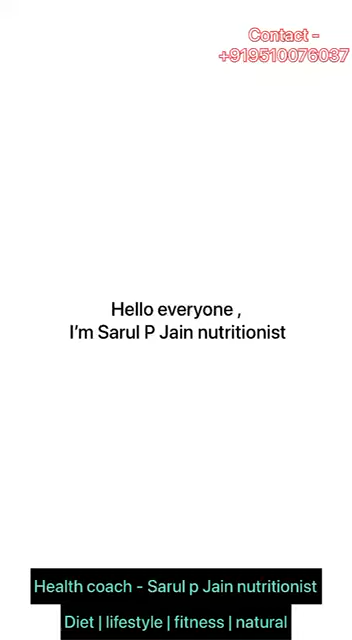 Contact -
+919510076037
Hello everyone ,
I'm Sarul P Jain nutritionist
Health coach - Sarul p Jain nutritionist
Diet | lifestyle | fitness | natural